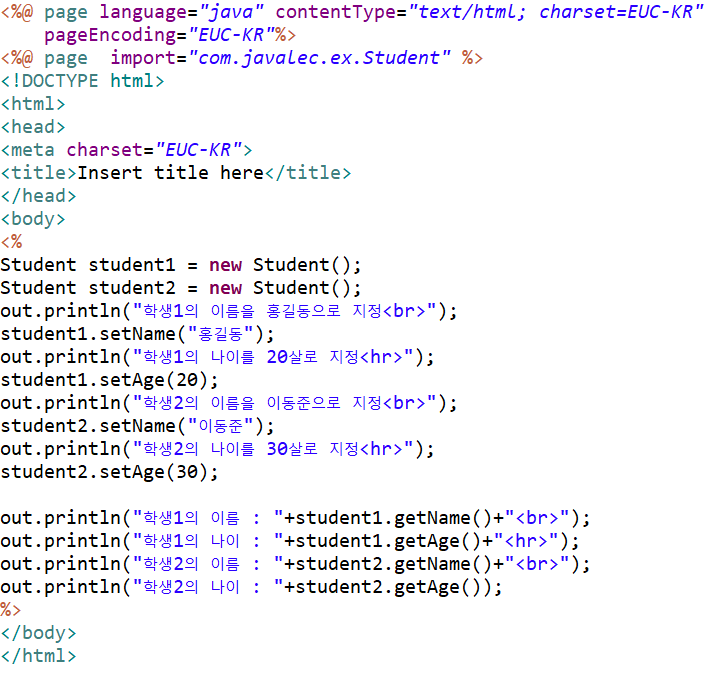 <%@ page language="java" contentType="text/html; charset=EUC-KR"
    pageEncoding="EUC-KR"%>
<%@ page  import="com.javalec.ex.Student" %>
<!DOCTYPE html>
<html>
<head>
<meta charset="EUC-KR">
<title>Insert title here</title>
</head>
<body>
<%
Student student1 = new Student();
Student student2 = new Student();
out.println("학생1의 이름을 홍길동으로 지정<br>");
student1.setName("홍길동");
out.println("학생1의 나이를 20살로 지정<hr>");
student1.setAge(20);
out.println("학생2의 이름을 이동준으로 지정<br>");
student2.setName("이동준");
out.println("학생2의 나이를 30살로 지정<hr>");
student2.setAge(30);

out.println("학생1의 이름 : "+student1.getName()+"<br>");
out.println("학생1의 나이 : "+student1.getAge()+"<hr>");
out.println("학생2의 이름 : "+student2.getName()+"<br>");
out.println("학생2의 나이 : "+student2.getAge());
%>
</body>
</html>